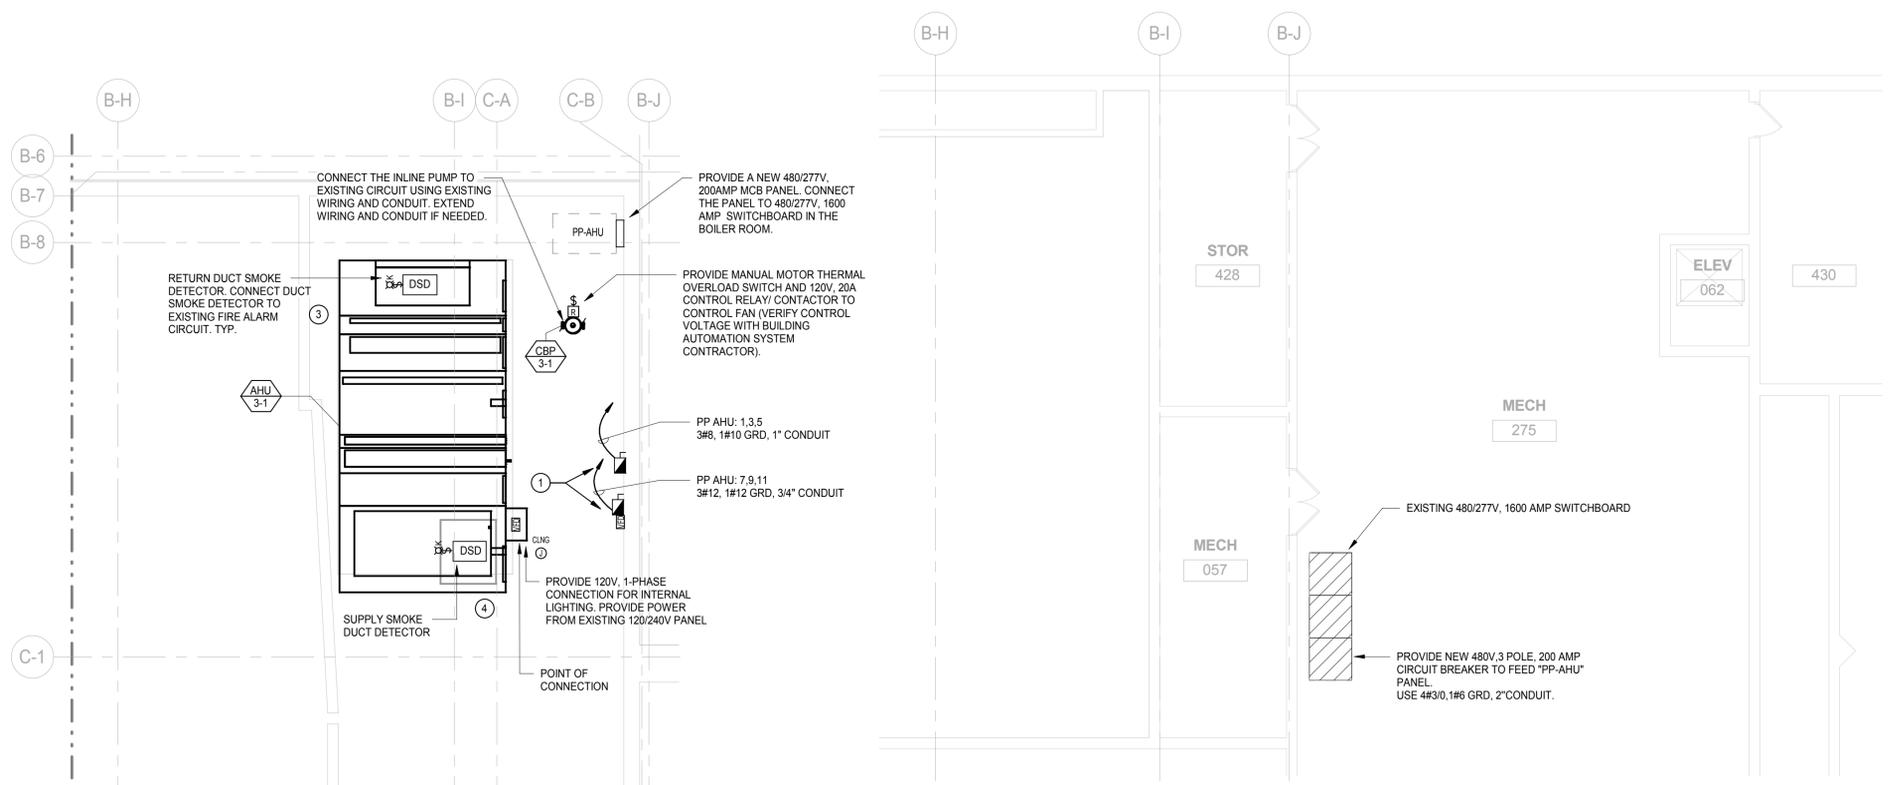 B-H
B-I
C-A
C-B
B-J
B-6
B-7
B-8
C-1
CONNECT THE INLINE PUMP TO
EXISTING CIRCUIT USING EXISTING
WIRING AND CONDUIT. EXTEND
WIRING AND CONDUIT IF NEEDED.
PROVIDE A NEW 480/277V,
200AMP MCB PANEL. CONNECT
THE PANEL TO 480/277V, 1600
AMP SWITCHBOARD IN THE
BOILER ROOM.
PP-AHU
RETURN DUCT SMOKE
DETECTOR. CONNECT DUCT
SMOKE DETECTOR TO
EXISTING FIRE ALARM
CIRCUIT. TYP.
K
$
DSD
3
PROVIDE MANUAL MOTOR THERMAL
OVERLOAD SWITCH AND 120V, 20A
CONTROL RELAY/ CONTACTOR TO
CONTROL FAN (VERIFY CONTROL
VOLTAGE WITH BUILDING
AUTOMATION SYSTEM
CONTRACTOR).
$
R
CBP
3-1
AHU
3-1
PP AHU: 1,3,5
3#8, 1#10 GRD, 1" CONDUIT
1
PP AHU: 7,9,11
3#12, 1#12 GRD, 3/4" CONDUIT
VFD
VFD
CLNG
J
K
$
DSD
4
PROVIDE 120V, 1-PHASE
CONNECTION FOR INTERNAL
LIGHTING. PROVIDE POWER
FROM EXISTING 120/240V PANEL
SUPPLY SMOKE
DUCT DETECTOR
POINT OF
CONNECTION
B-H
B-I
B-J
STOR
428
ELEV
062
430
MECH
275
MECH
057
EXISTING 480/277V, 1600 AMP SWITCHBOARD
PROVIDE NEW 480V,3 POLE, 200 AMP
CIRCUIT BREAKER TO FEED "PP-AHU"
PANEL.
USE 4#3/0,1#6 GRD, 2"CONDUIT.